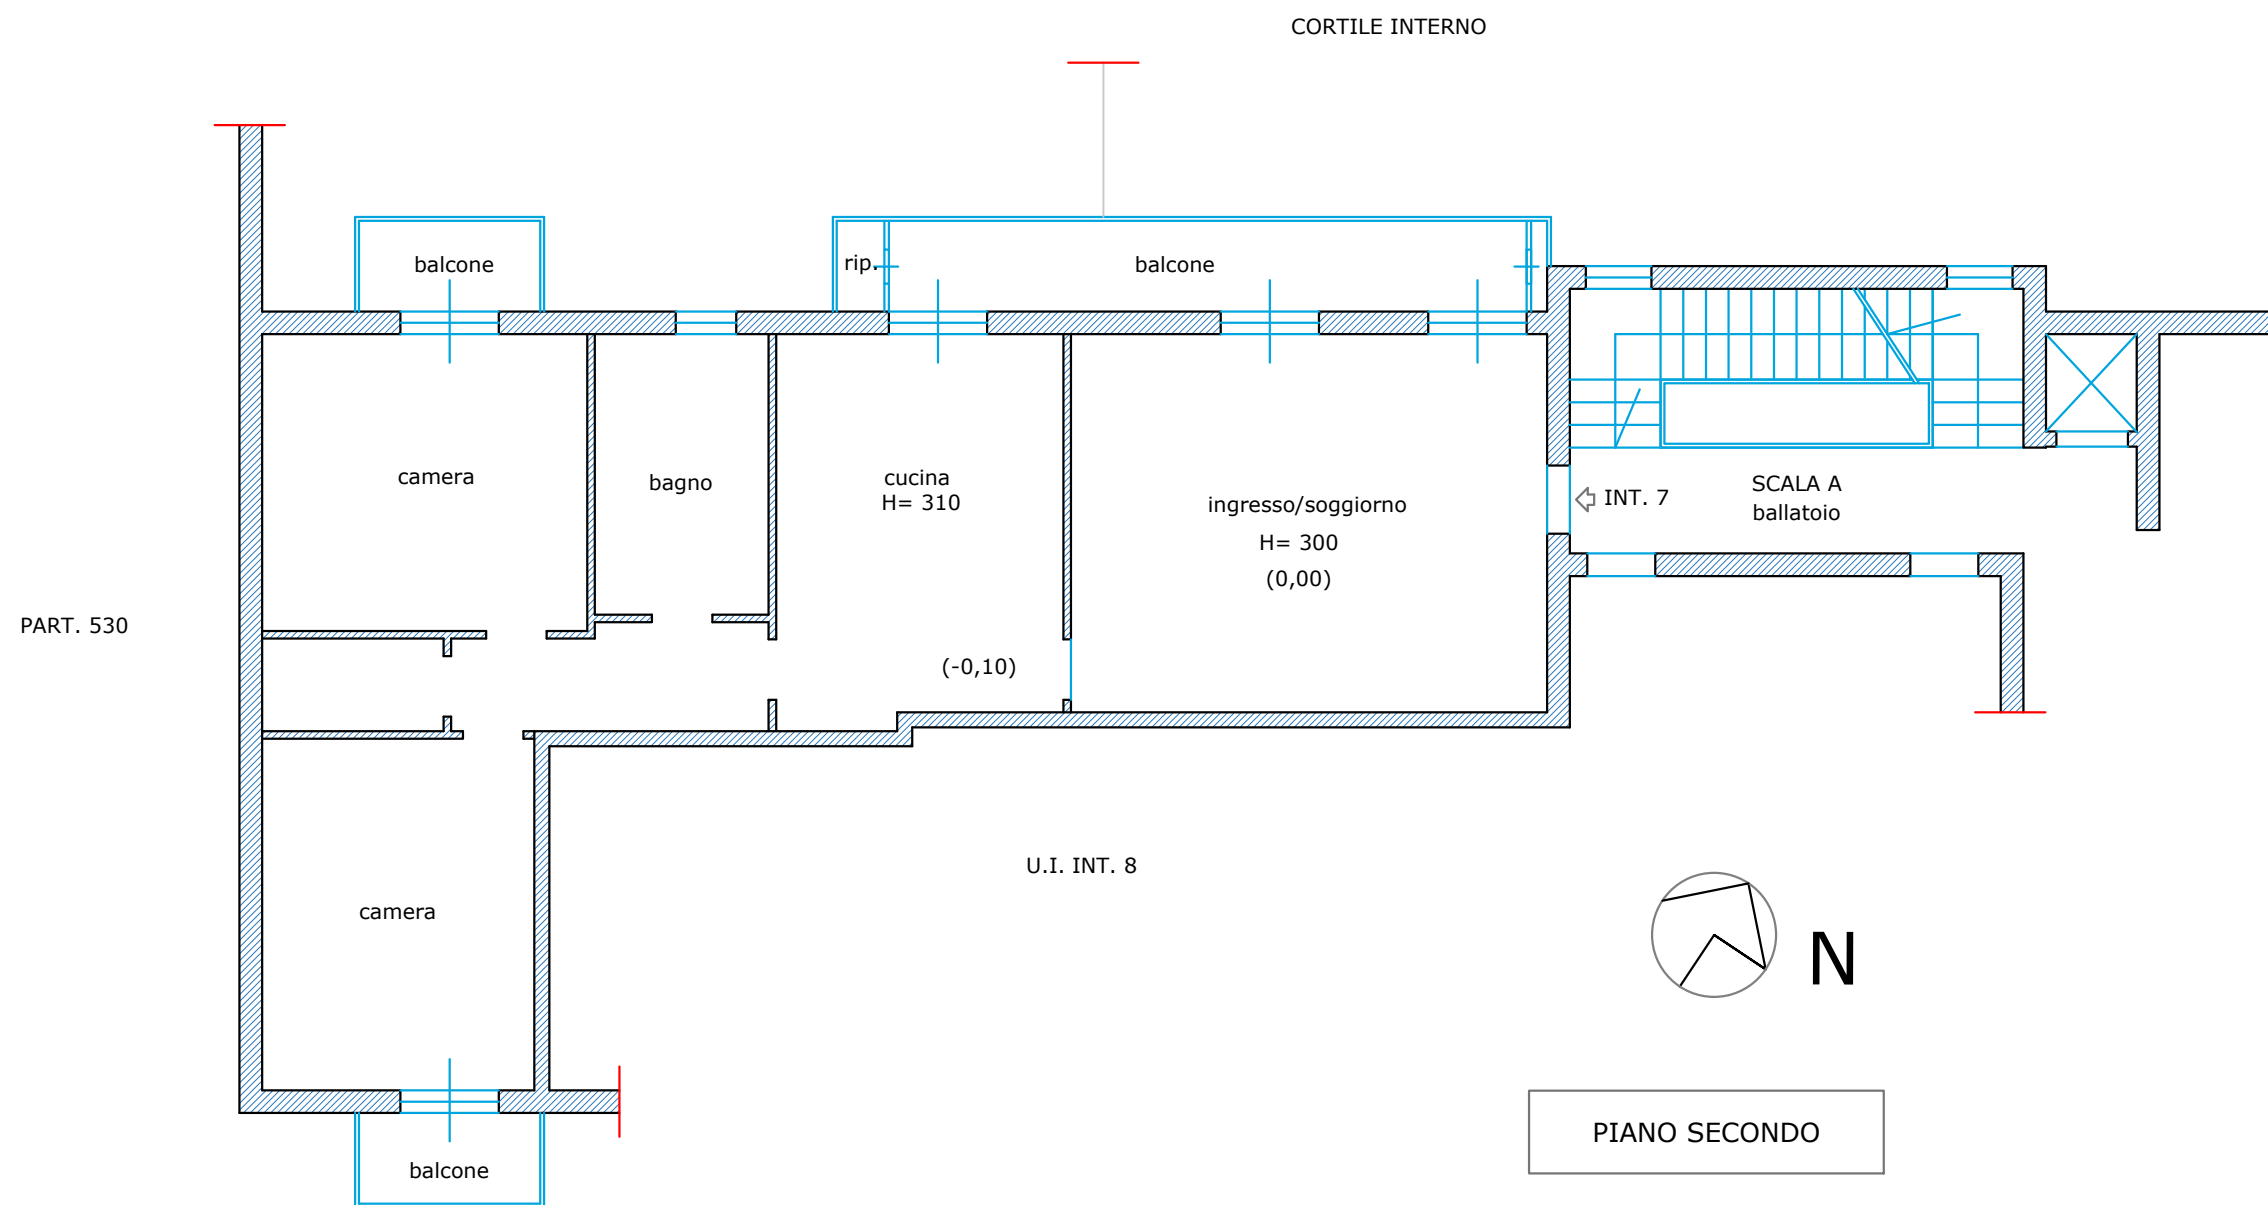 CORTILE INTERNO
balcone
rip.
balcone
camera
bagno
cucina
H= 310
ingresso/soggiorno
H= 300
(0,00)
INT. 7
SCALA A
ballatoio
PART. 530
(-0,10)
U.I. INT. 8
camera
N
PIANO SECONDO
balcone